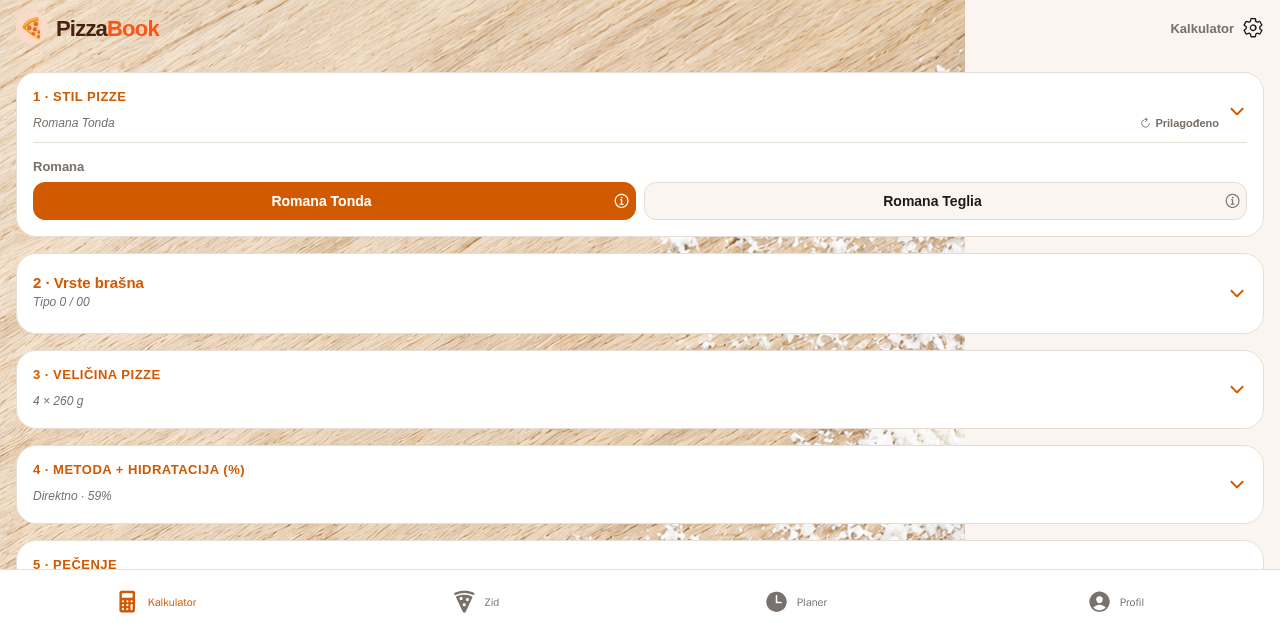 PizzaBook
Kalkulator
1 · STIL PIZZE
Romana Tonda
Prilagođeno
Romana
Romana Tonda
Romana Teglia
2 · Vrste brašna
Tipo 0 / 00
3 · VELIČINA PIZZE
4 × 260 g
4 · METODA + HIDRATACIJA (%)
Direktno · 59%
5 · PEČENJE
Kalkulator
Zid
Planer
Profil